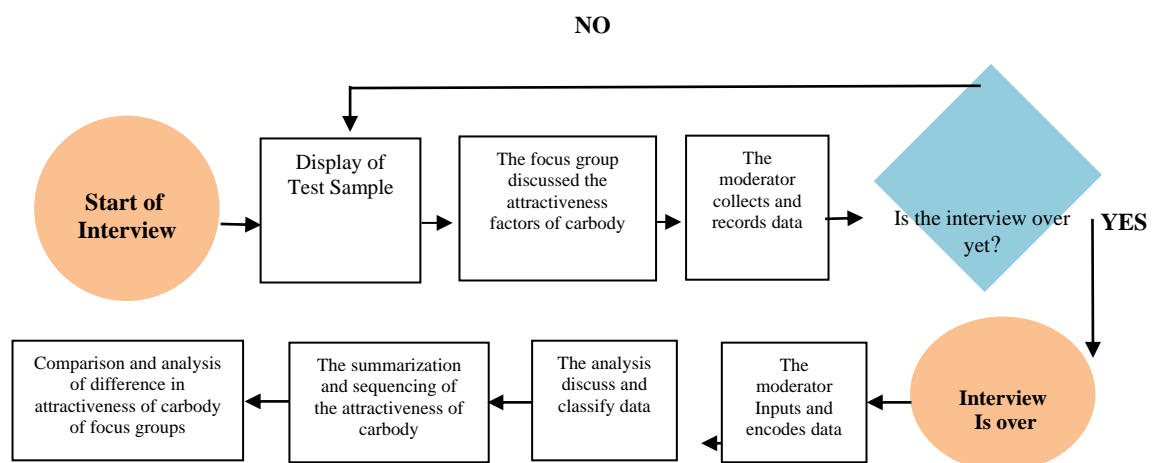 NO
Start of
Interview
Display of
Test Sample
The focus group
discussed the
attractiveness
factors of carbody
The
moderator
collects and
records data
Is the interview over
yet?
YES
Comparison and analysis
of difference in
attractiveness of carbody
of focus groups
The summarization
and sequencing of
the attractiveness of
carbody
The analysis
discuss and
classify data
The
moderator
Inputs and
encodes data
Interview
Is over